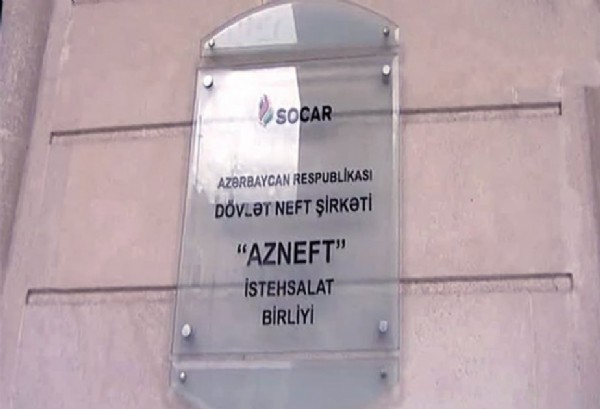 SOCAR
AZƏRBAYCAN RESPUBLİKASI
DÖVLƏT NEFT ŞİRKƏTİ
“AZNEFT”
İSTEHSALAT
BİRLİYİ